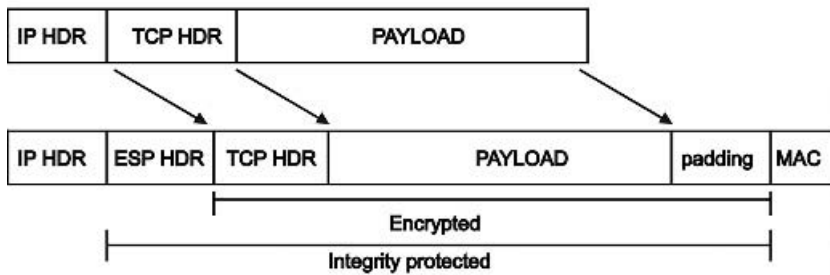 IP HDR TCP HDR PAYLOAD
IP HDR ESP HDR TCP HDR PAYLOAD padding MAC
Encrypted
Integrity protected